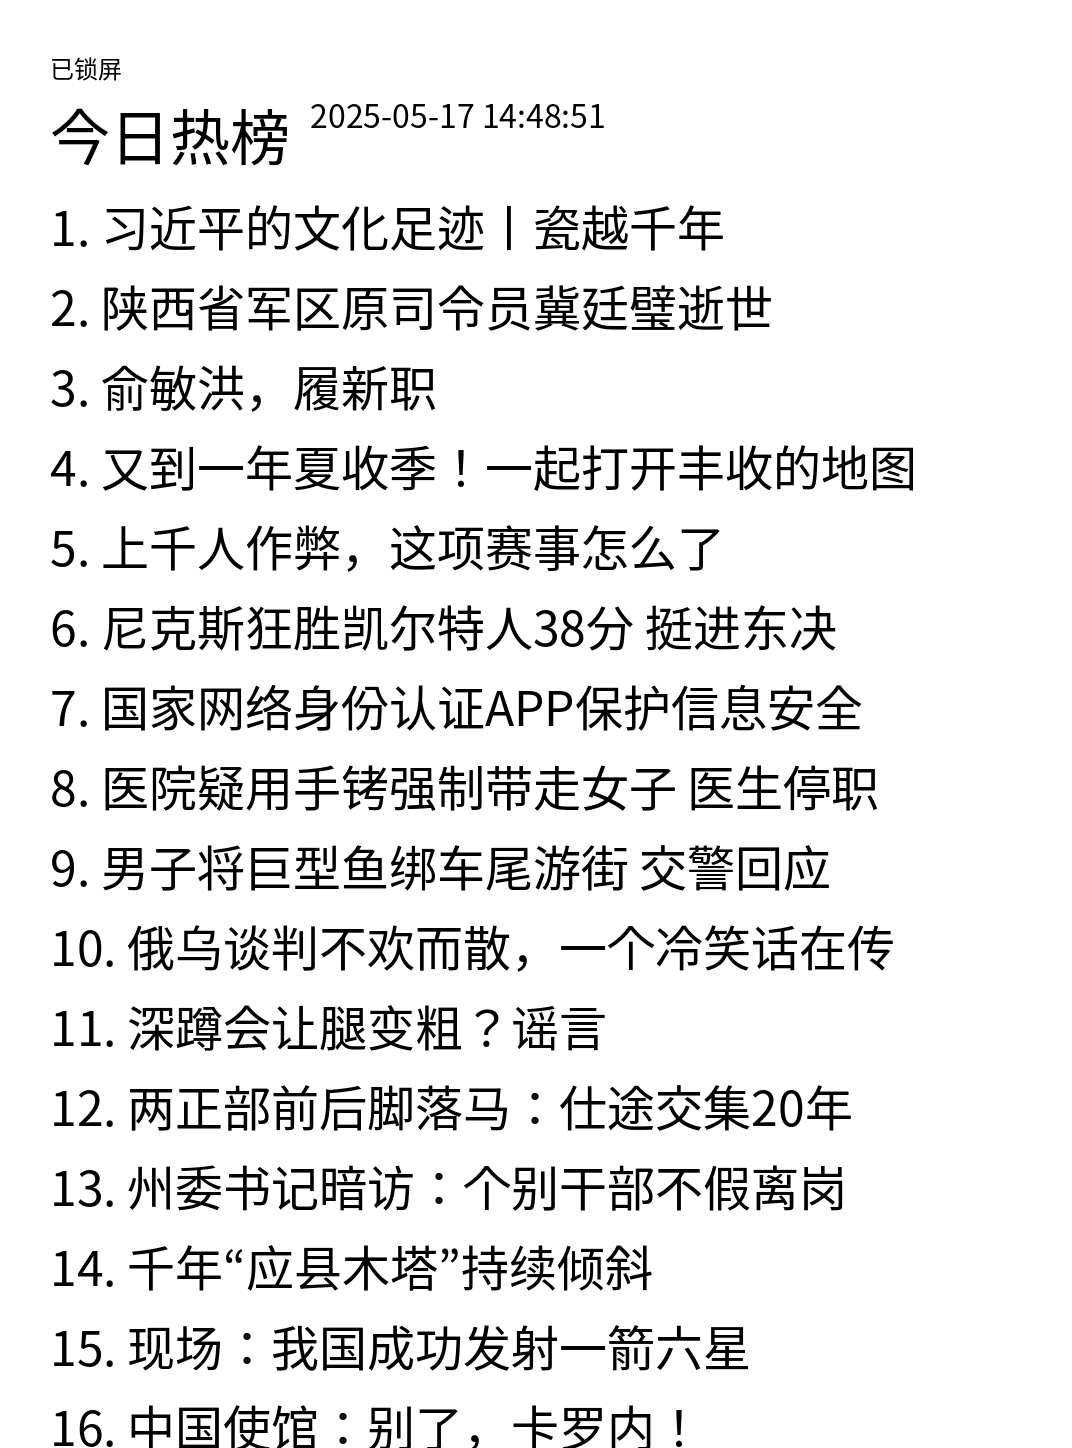 已锁屏
今日热榜 2025-05-17 14:48:51
1. 习近平的文化足迹丨瓷越千年
2. 陕西省军区原司令员冀廷璧逝世
3. 俞敏洪，履新职
4. 又到一年夏收季！一起打开丰收的地图
5. 上千人作弊，这项赛事怎么了
6. 尼克斯狂胜凯尔特人38分 挺进东决
7. 国家网络身份认证APP保护信息安全
8. 医院疑用手铐强制带走女子 医生停职
9. 男子将巨型鱼绑车尾游街 交警回应
10. 俄乌谈判不欢而散，一个冷笑话在传
11. 深蹲会让腿变粗？谣言
12. 两正部前后脚落马：仕途交集20年
13. 州委书记暗访：个别干部不假离岗
14. 千年“应县木塔”持续倾斜
15. 现场：我国成功发射一箭六星
16. 中国使馆：别了，卡罗内！